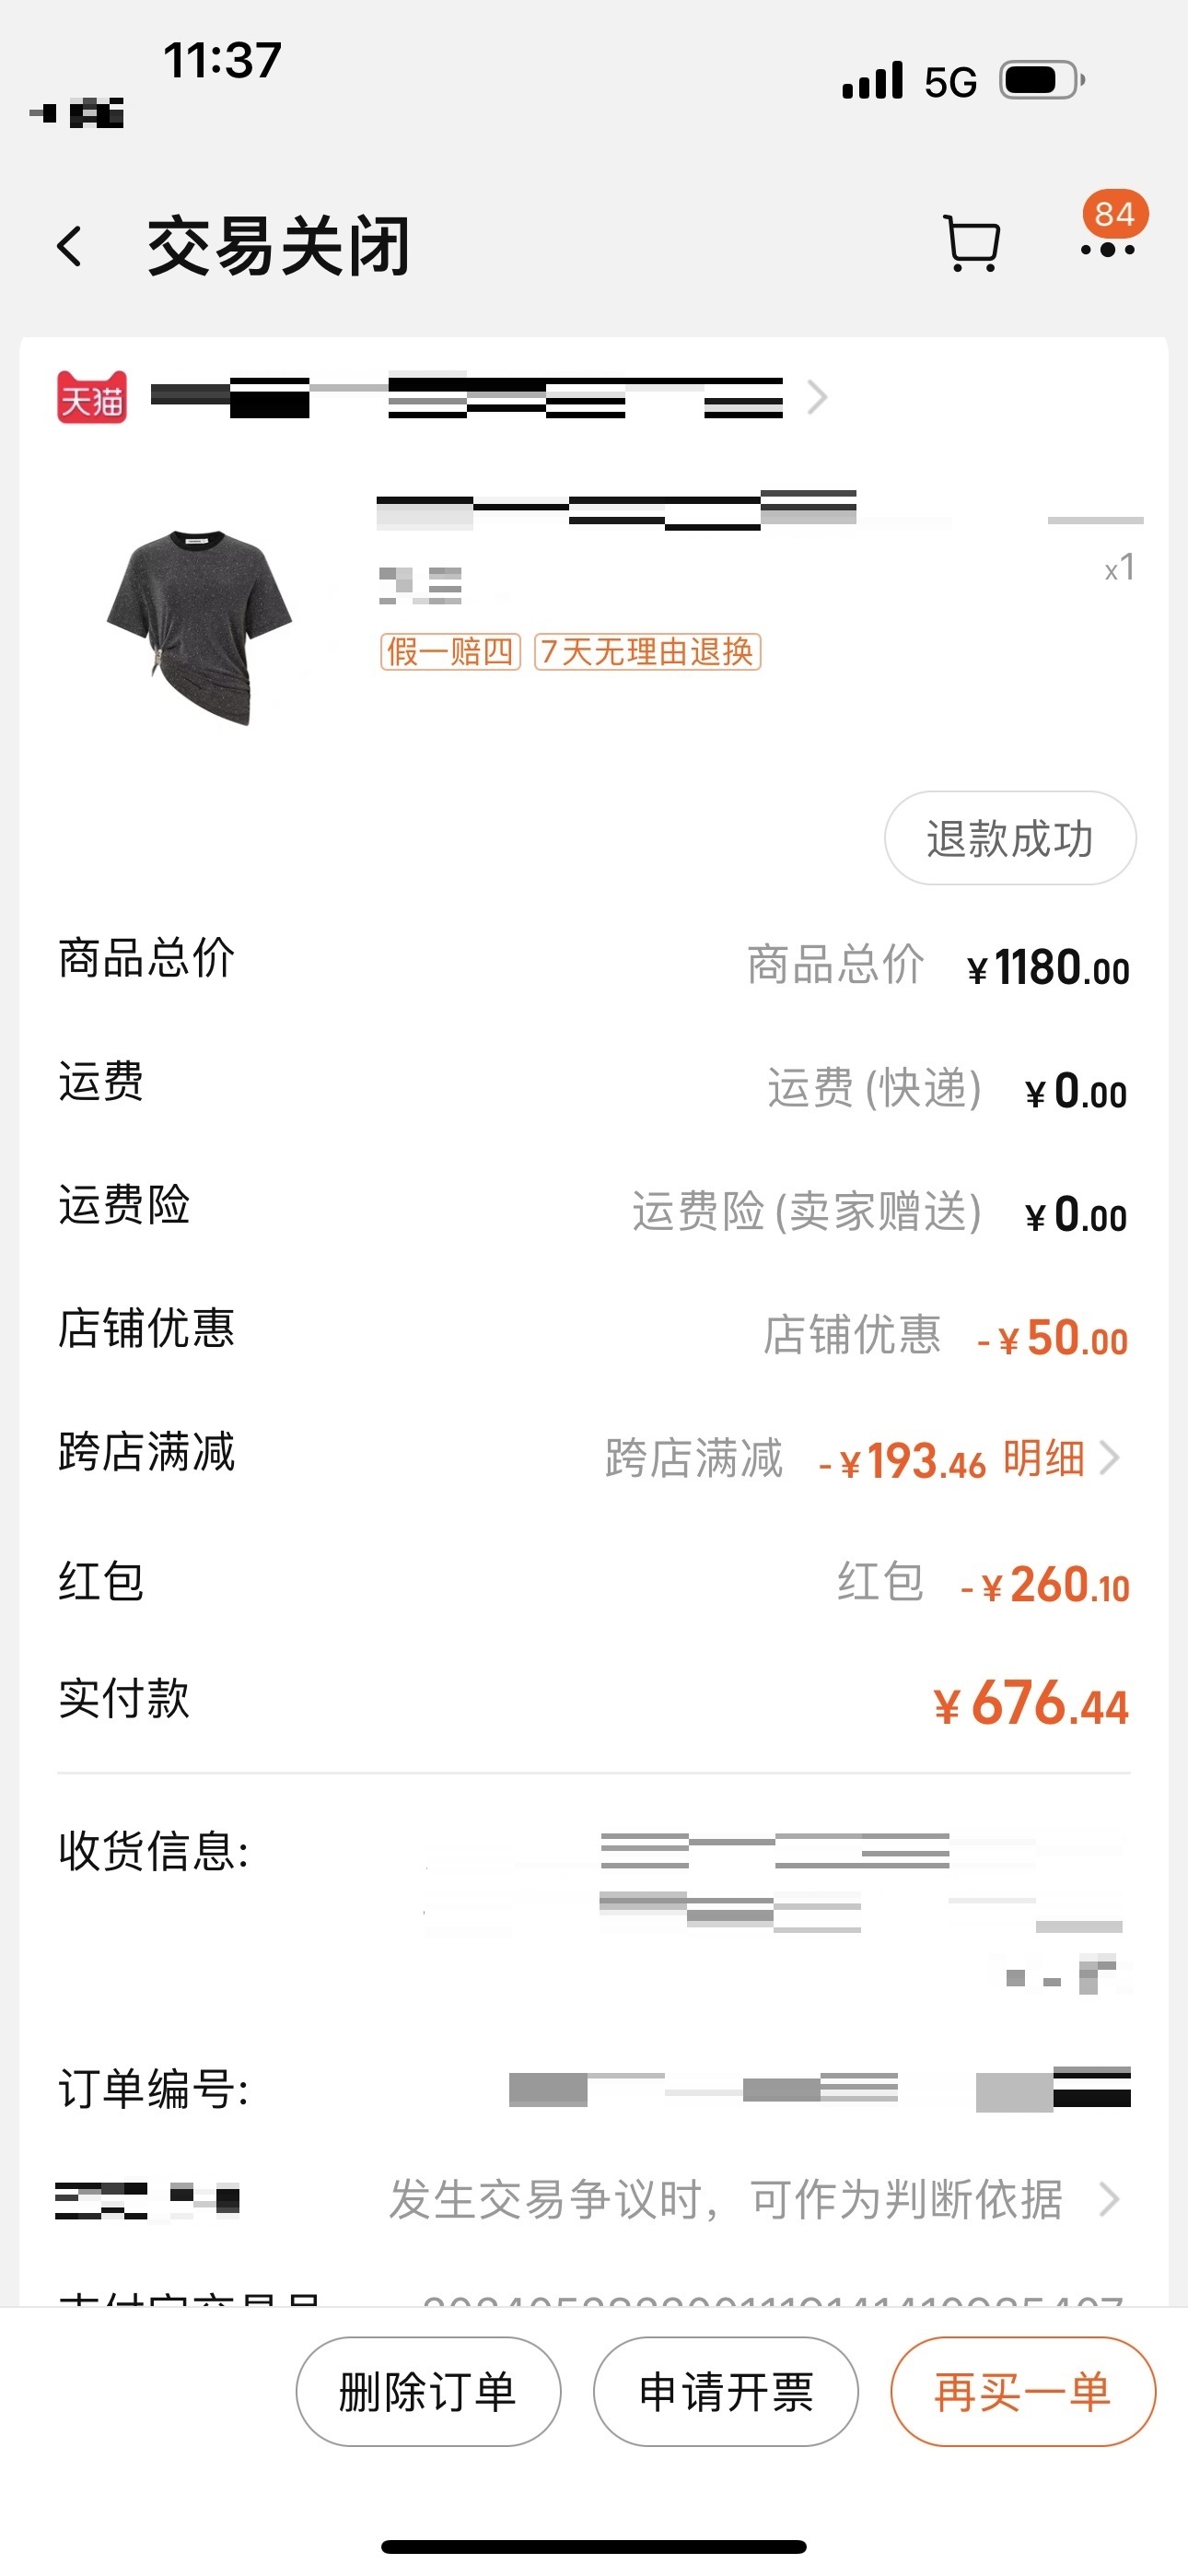 11:37
5G
交易关闭
84
天猫
x1
假一赔四 7天无理由退换
退款成功
商品总价 商品总价 ¥1180.00
运费 运费(快递) ¥0.00
运费险 运费险(卖家赠送) ¥0.00
店铺优惠 店铺优惠 -¥50.00
跨店满减 跨店满减 -¥193.46 明细
红包 红包 -¥260.10
实付款 ¥676.44
收货信息:
订单编号:
发生交易争议时，可作为判断依据
删除订单 申请开票 再买一单